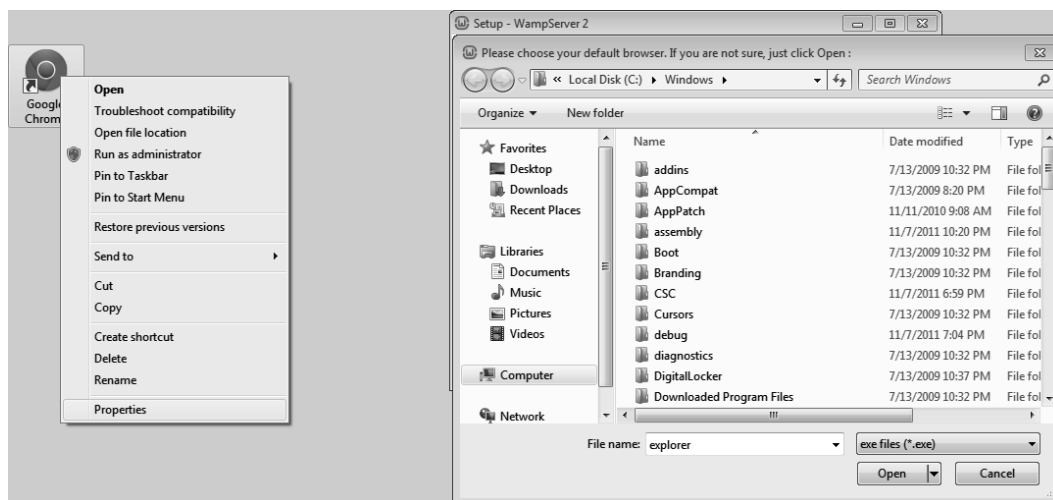 Google
Chrom
Open
Troubleshoot compatibility
Open file location
Run as administrator
Pin to Taskbar
Pin to Start Menu
Restore previous versions
Send to
Cut
Copy
Create shortcut
Delete
Rename
Properties
Setup - WampServer 2
Please choose your default browser. If you are not sure, just click Open :
« Local Disk (C:) Windows
Search Windows
Organize New folder
Favorites
Desktop
Downloads
Recent Places
Libraries
Documents
Music
Pictures
Videos
Computer
Network
Name Date modified Type
addins 7/13/2009 10:32 PM File fol
AppCompat 7/13/2009 8:20 PM File fol
AppPatch 11/11/2010 9:08 AM File fol
assembly 11/7/2011 10:20 PM File fol
Boot 7/13/2009 10:32 PM File fol
Branding 7/13/2009 10:32 PM File fol
CSC 11/7/2011 6:59 PM File fol
Cursors 7/13/2009 10:32 PM File fol
debug 11/7/2011 7:04 PM File fol
diagnostics 7/13/2009 10:32 PM File fol
DigitalLocker 7/13/2009 10:37 PM File fol
Downloaded Program Files 7/13/2009 10:32 PM File fol
File name: explorer exe files (*.exe)
Open Cancel